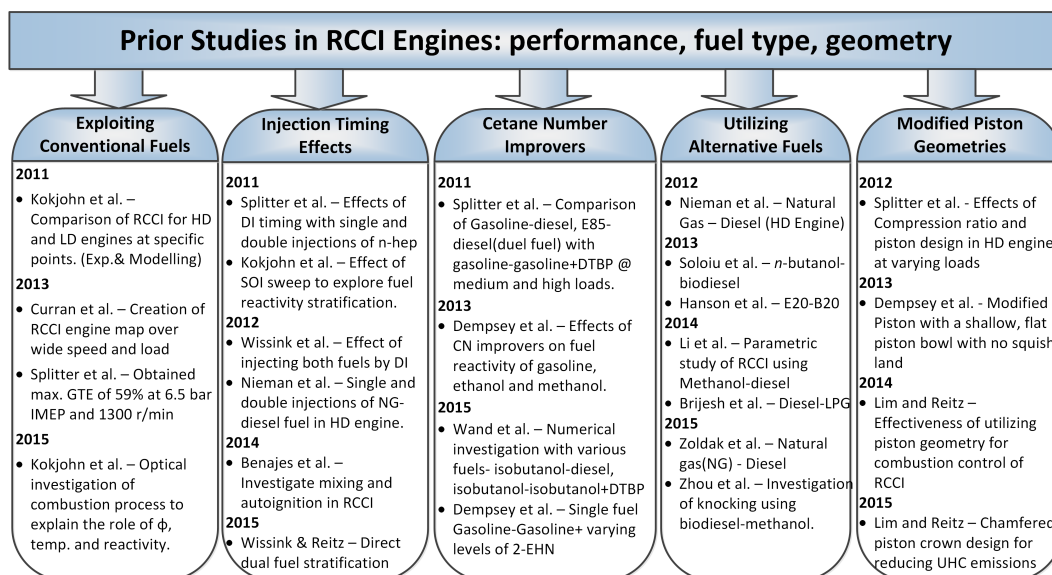 Prior Studies in RCCI Engines: performance, fuel type, geometry
Exploiting
Conventional Fuels
2011
• Kokjohn et al. –
Comparison of RCCI for HD
and LD engines at specific
points. (Exp.& Modelling)
2013
• Curran et al. – Creation of
RCCI engine map over
wide speed and load
• Splitter et al. – Obtained
max. GTE of 59% at 6.5 bar
IMEP and 1300 r/min
2015
• Kokjohn et al. – Optical
investigation of
combustion process to
explain the role of ϕ,
temp. and reactivity.
Injection Timing
Effects
2011
• Splitter et al. – Effects of
DI timing with single and
double injections of n-hep
• Kokjohn et al. – Effect of
SOI sweep to explore fuel
reactivity stratification.
2012
• Wissink et al. – Effect of
injecting both fuels by DI
• Nieman et al. – Single and
double injections of NG-
diesel fuel in HD engine.
2014
• Benajes et al. –
Investigate mixing and
autoignition in RCCI
2015
• Wissink & Reitz – Direct
dual fuel stratification
Cetane Number
Improvers
2011
• Splitter et al. – Comparison
of Gasoline-diesel, E85-
diesel(duel fuel) with
gasoline-gasoline+DTBP @
medium and high loads.
2013
• Dempsey et al. – Effects of
CN improvers on fuel
reactivity of gasoline,
ethanol and methanol.
2015
• Wand et al. – Numerical
investigation with various
fuels- isobutanol-diesel,
isobutanol-isobutanol+DTBP
• Dempsey et al. – Single fuel
Gasoline-Gasoline+ varying
levels of 2-EHN
Utilizing
Alternative Fuels
2012
• Nieman et al. – Natural
Gas – Diesel (HD Engine)
2013
• Soloiu et al. – n-butanol-
biodiesel
• Hanson et al. – E20-B20
2014
• Li et al. – Parametric
study of RCCI using
Methanol-diesel
• Brijesh et al. – Diesel-LPG
2015
• Zoldak et al. – Natural
gas(NG) - Diesel
• Zhou et al. – Investigation
of knocking using
biodiesel-methanol.
Modified Piston
Geometries
2012
• Splitter et al. - Effects of
Compression ratio and
piston design in HD engine
at varying loads
2013
• Dempsey et al. - Modified
Piston with a shallow, flat
piston bowl with no squish
land
2014
• Lim and Reitz –
Effectiveness of utilizing
piston geometry for
combustion control of
RCCI
2015
• Lim and Reitz – Chamfered
piston crown design for
reducing UHC emissions